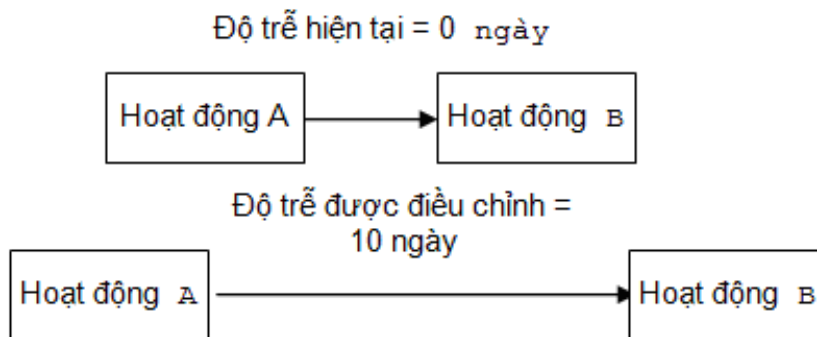 Độ trễ hiện tại = 0 ngày
Hoạt động A
Hoạt động B
Độ trễ được điều chỉnh =
10 ngày
Hoạt động A
Hoạt động B